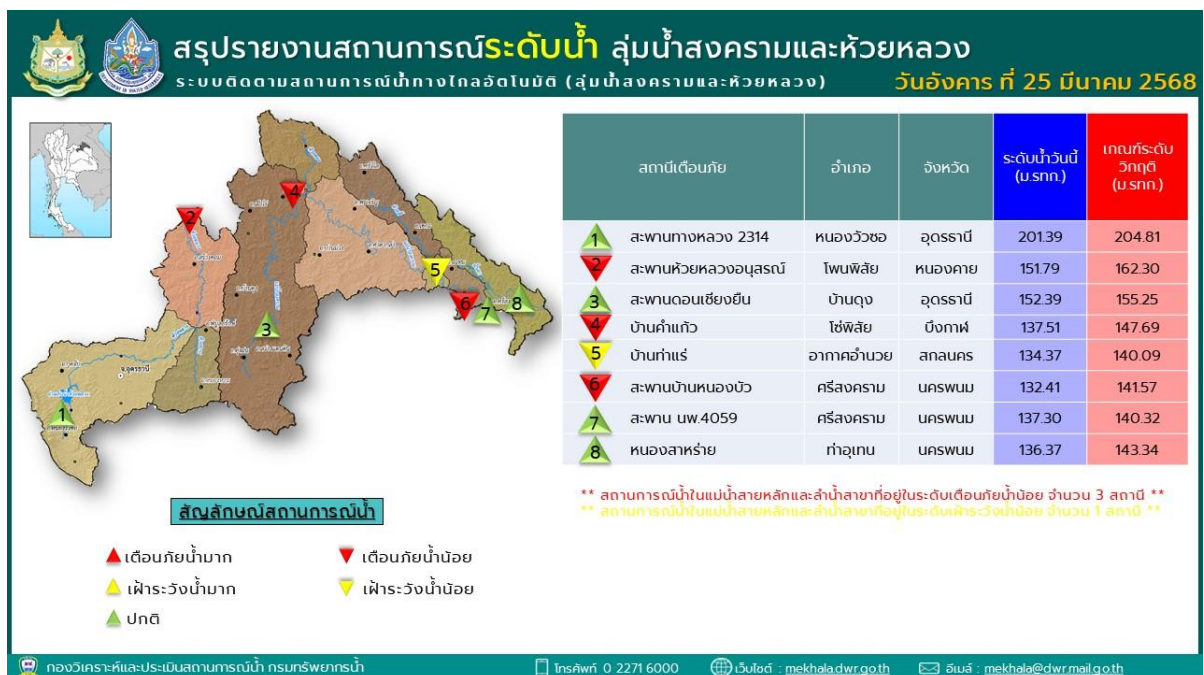 สรุปรายงานสถานการณ์ระดับน้ำ ลุ่มน้ำสงครามและห้วยหลวง
ระบบติดตามสถานการณ์น้ำทางไกลอัตโนมัติ (ลุ่มน้ำสงครามและห้วยหลวง)
วันอังคาร ที่ 25 มีนาคม 2568
สถานีเตือนภัย อำเภอ จังหวัด ระดับน้ำวันนี้ (ม.รทก.) เกณฑ์ระดับวิกฤติ (ม.รทก.)
1 สะพานทางหลวง 2314 หนองวัวซอ อุดรธานี 201.39 204.81
2 สะพานห้วยหลวงอนุสรณ์ โพนพิสัย หนองคาย 151.79 162.30
3 สะพานดอนเชียงยืน บ้านดุง อุดรธานี 152.39 155.25
4 บ้านคำแก้ว โซ่พิสัย บึงกาฬ 137.51 147.69
5 บ้านท่าแร่ อากาศอำนวย สกลนคร 134.37 140.09
6 สะพานบ้านหนองบัว ศรีสงคราม นครพนม 132.41 141.57
7 สะพาน นพ.4059 ศรีสงคราม นครพนม 137.30 140.32
8 หนองสาหร่าย ท่าอุเทน นครพนม 136.37 143.34
** สถานการณ์น้ำในแม่น้ำสายหลักและลำน้ำสาขาที่อยู่ในระดับเตือนภัยน้ำน้อย จำนวน 3 สถานี **
** สถานการณ์น้ำในแม่น้ำสายหลักและลำน้ำสาขาที่อยู่ในระดับเฝ้าระวังน้ำน้อย จำนวน 1 สถานี **
2
4
5
6
7
8
3
จ.อุดรธานี
1
สัญลักษณ์สถานการณ์น้ำ
เตือนภัยน้ำมาก เตือนภัยน้ำน้อย
เฝ้าระวังน้ำมาก เฝ้าระวังน้ำน้อย
ปกติ
กองวิเคราะห์และประเมินสถานการณ์น้ำ กรมทรัพยากรน้ำ โทรศัพท์ 0 2271 6000 เว็บไซต์ : mekhala.dwr.go.th อีเมล์ : mekhala@dwr.mail.go.th